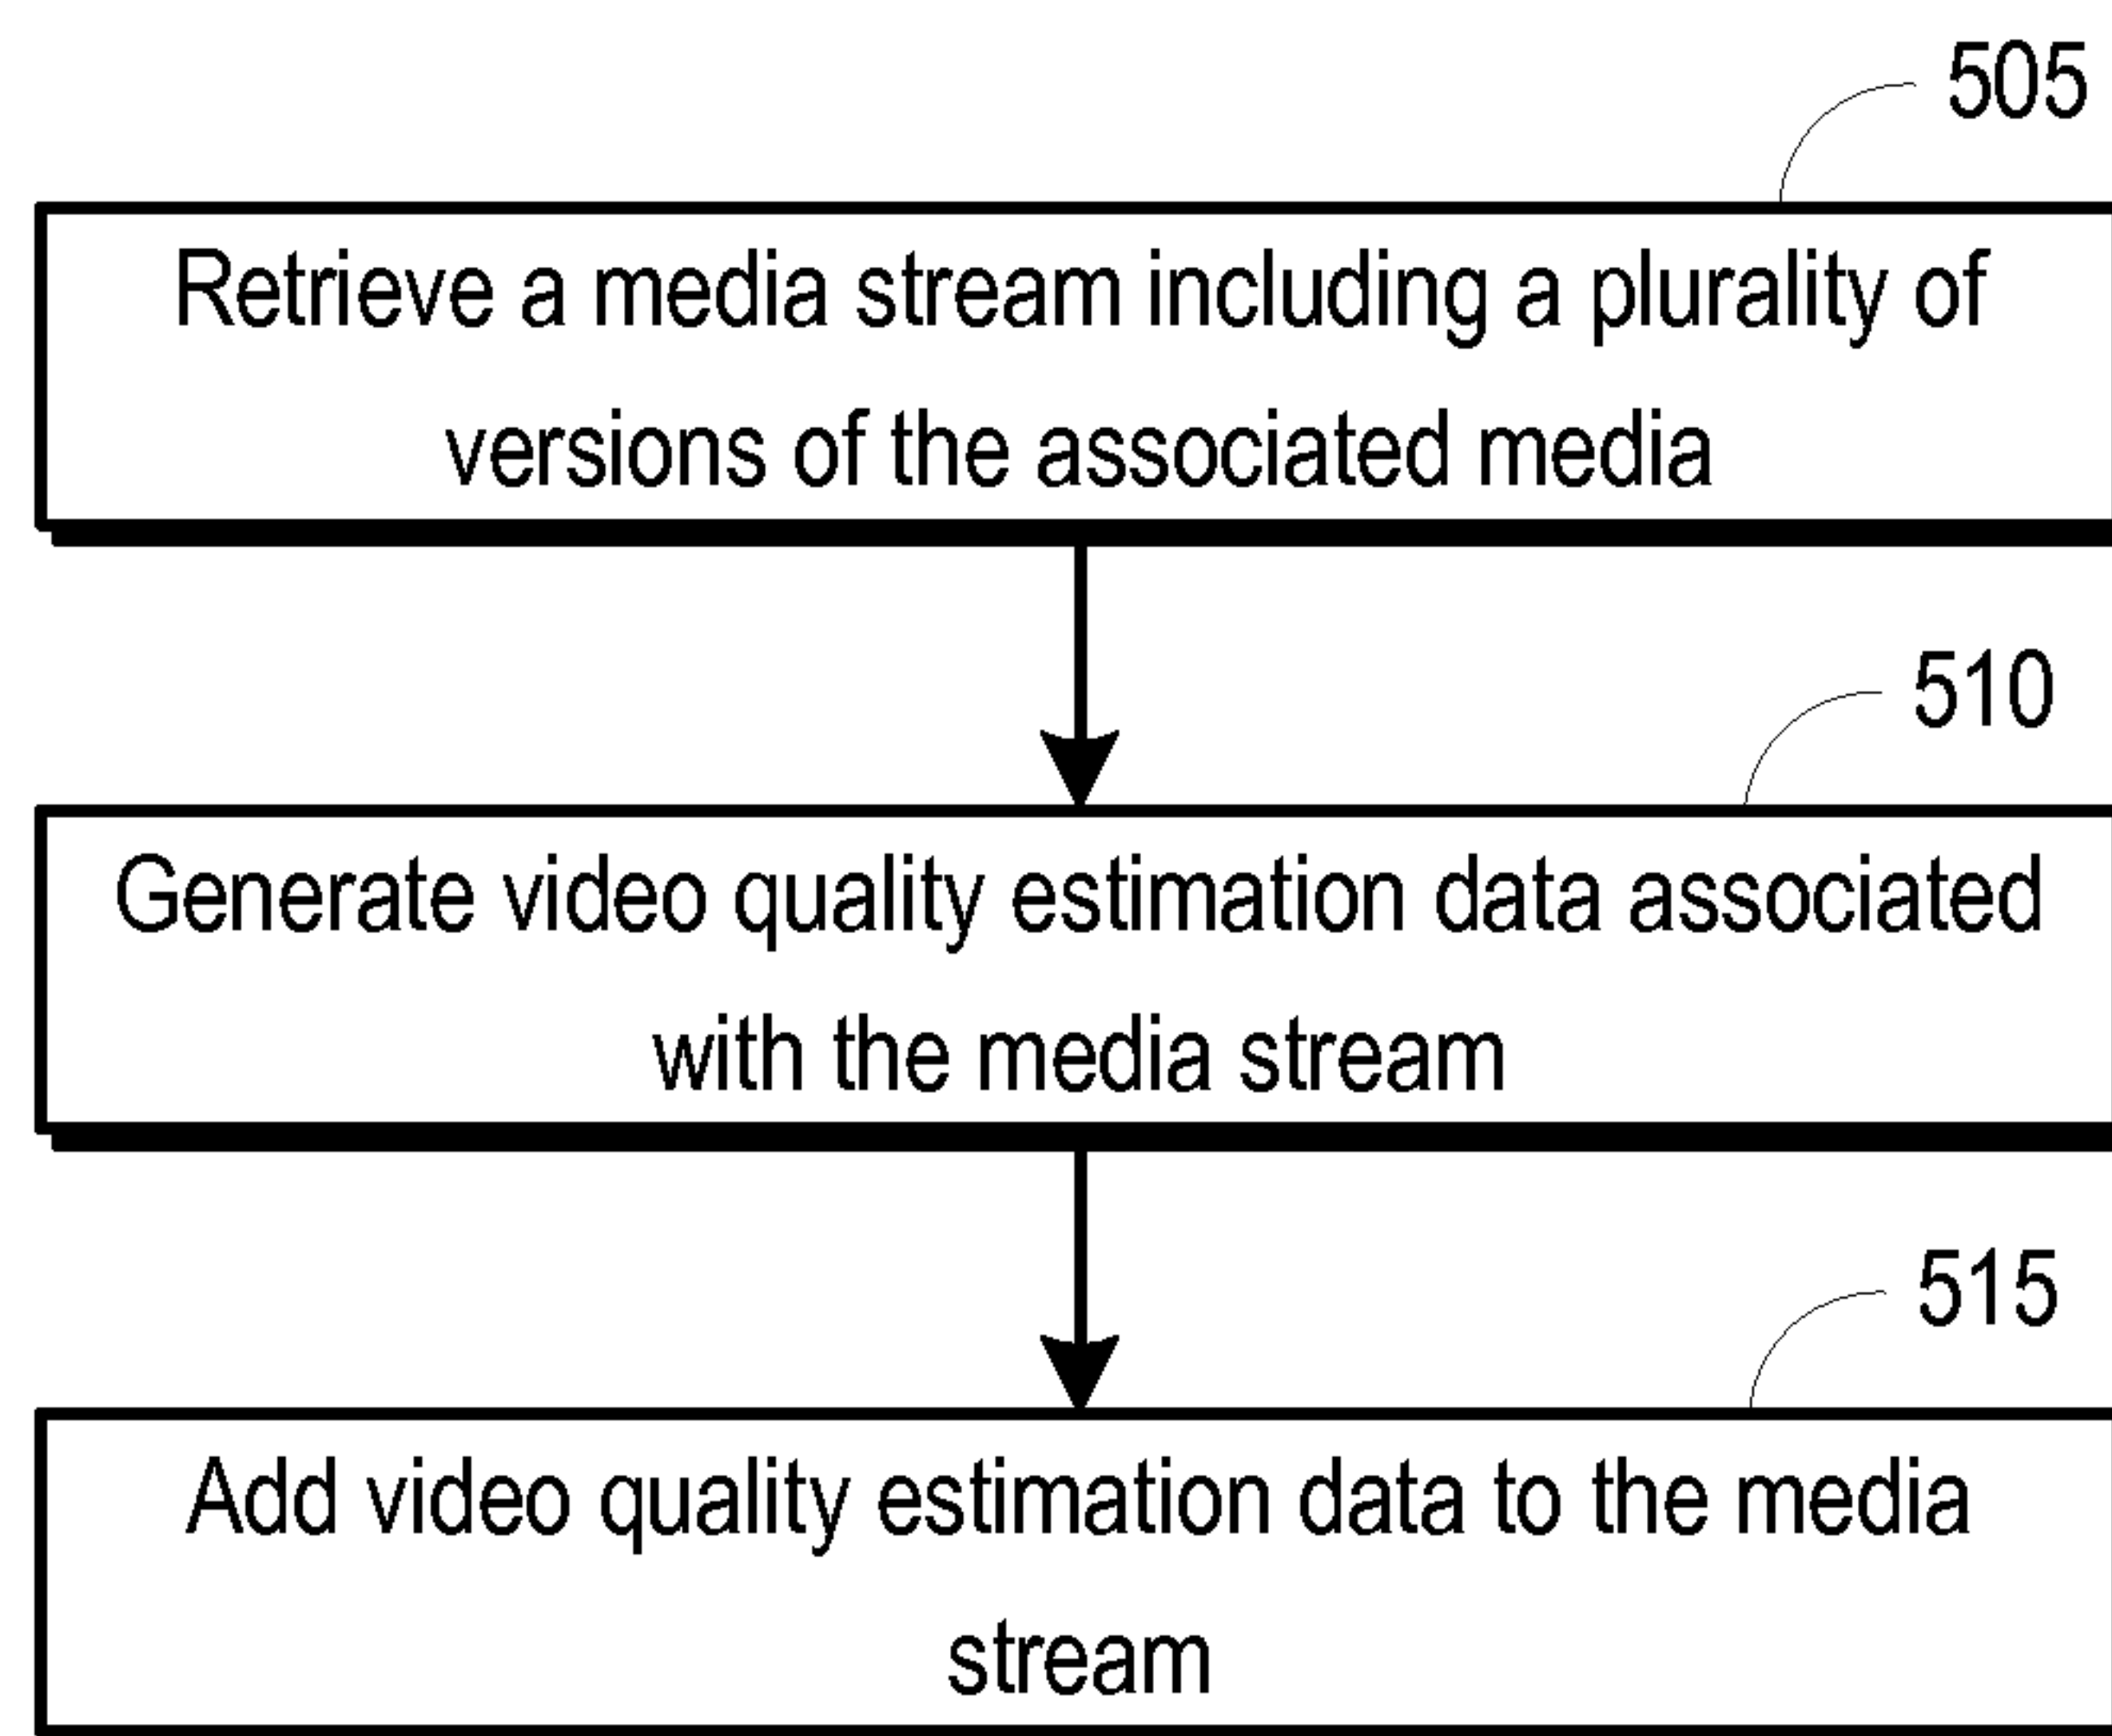 505
Retrieve a media stream including a plurality of
versions of the associated media
510
Generate video quality estimation data associated
with the media stream
515
Add video quality estimation data to the media
stream